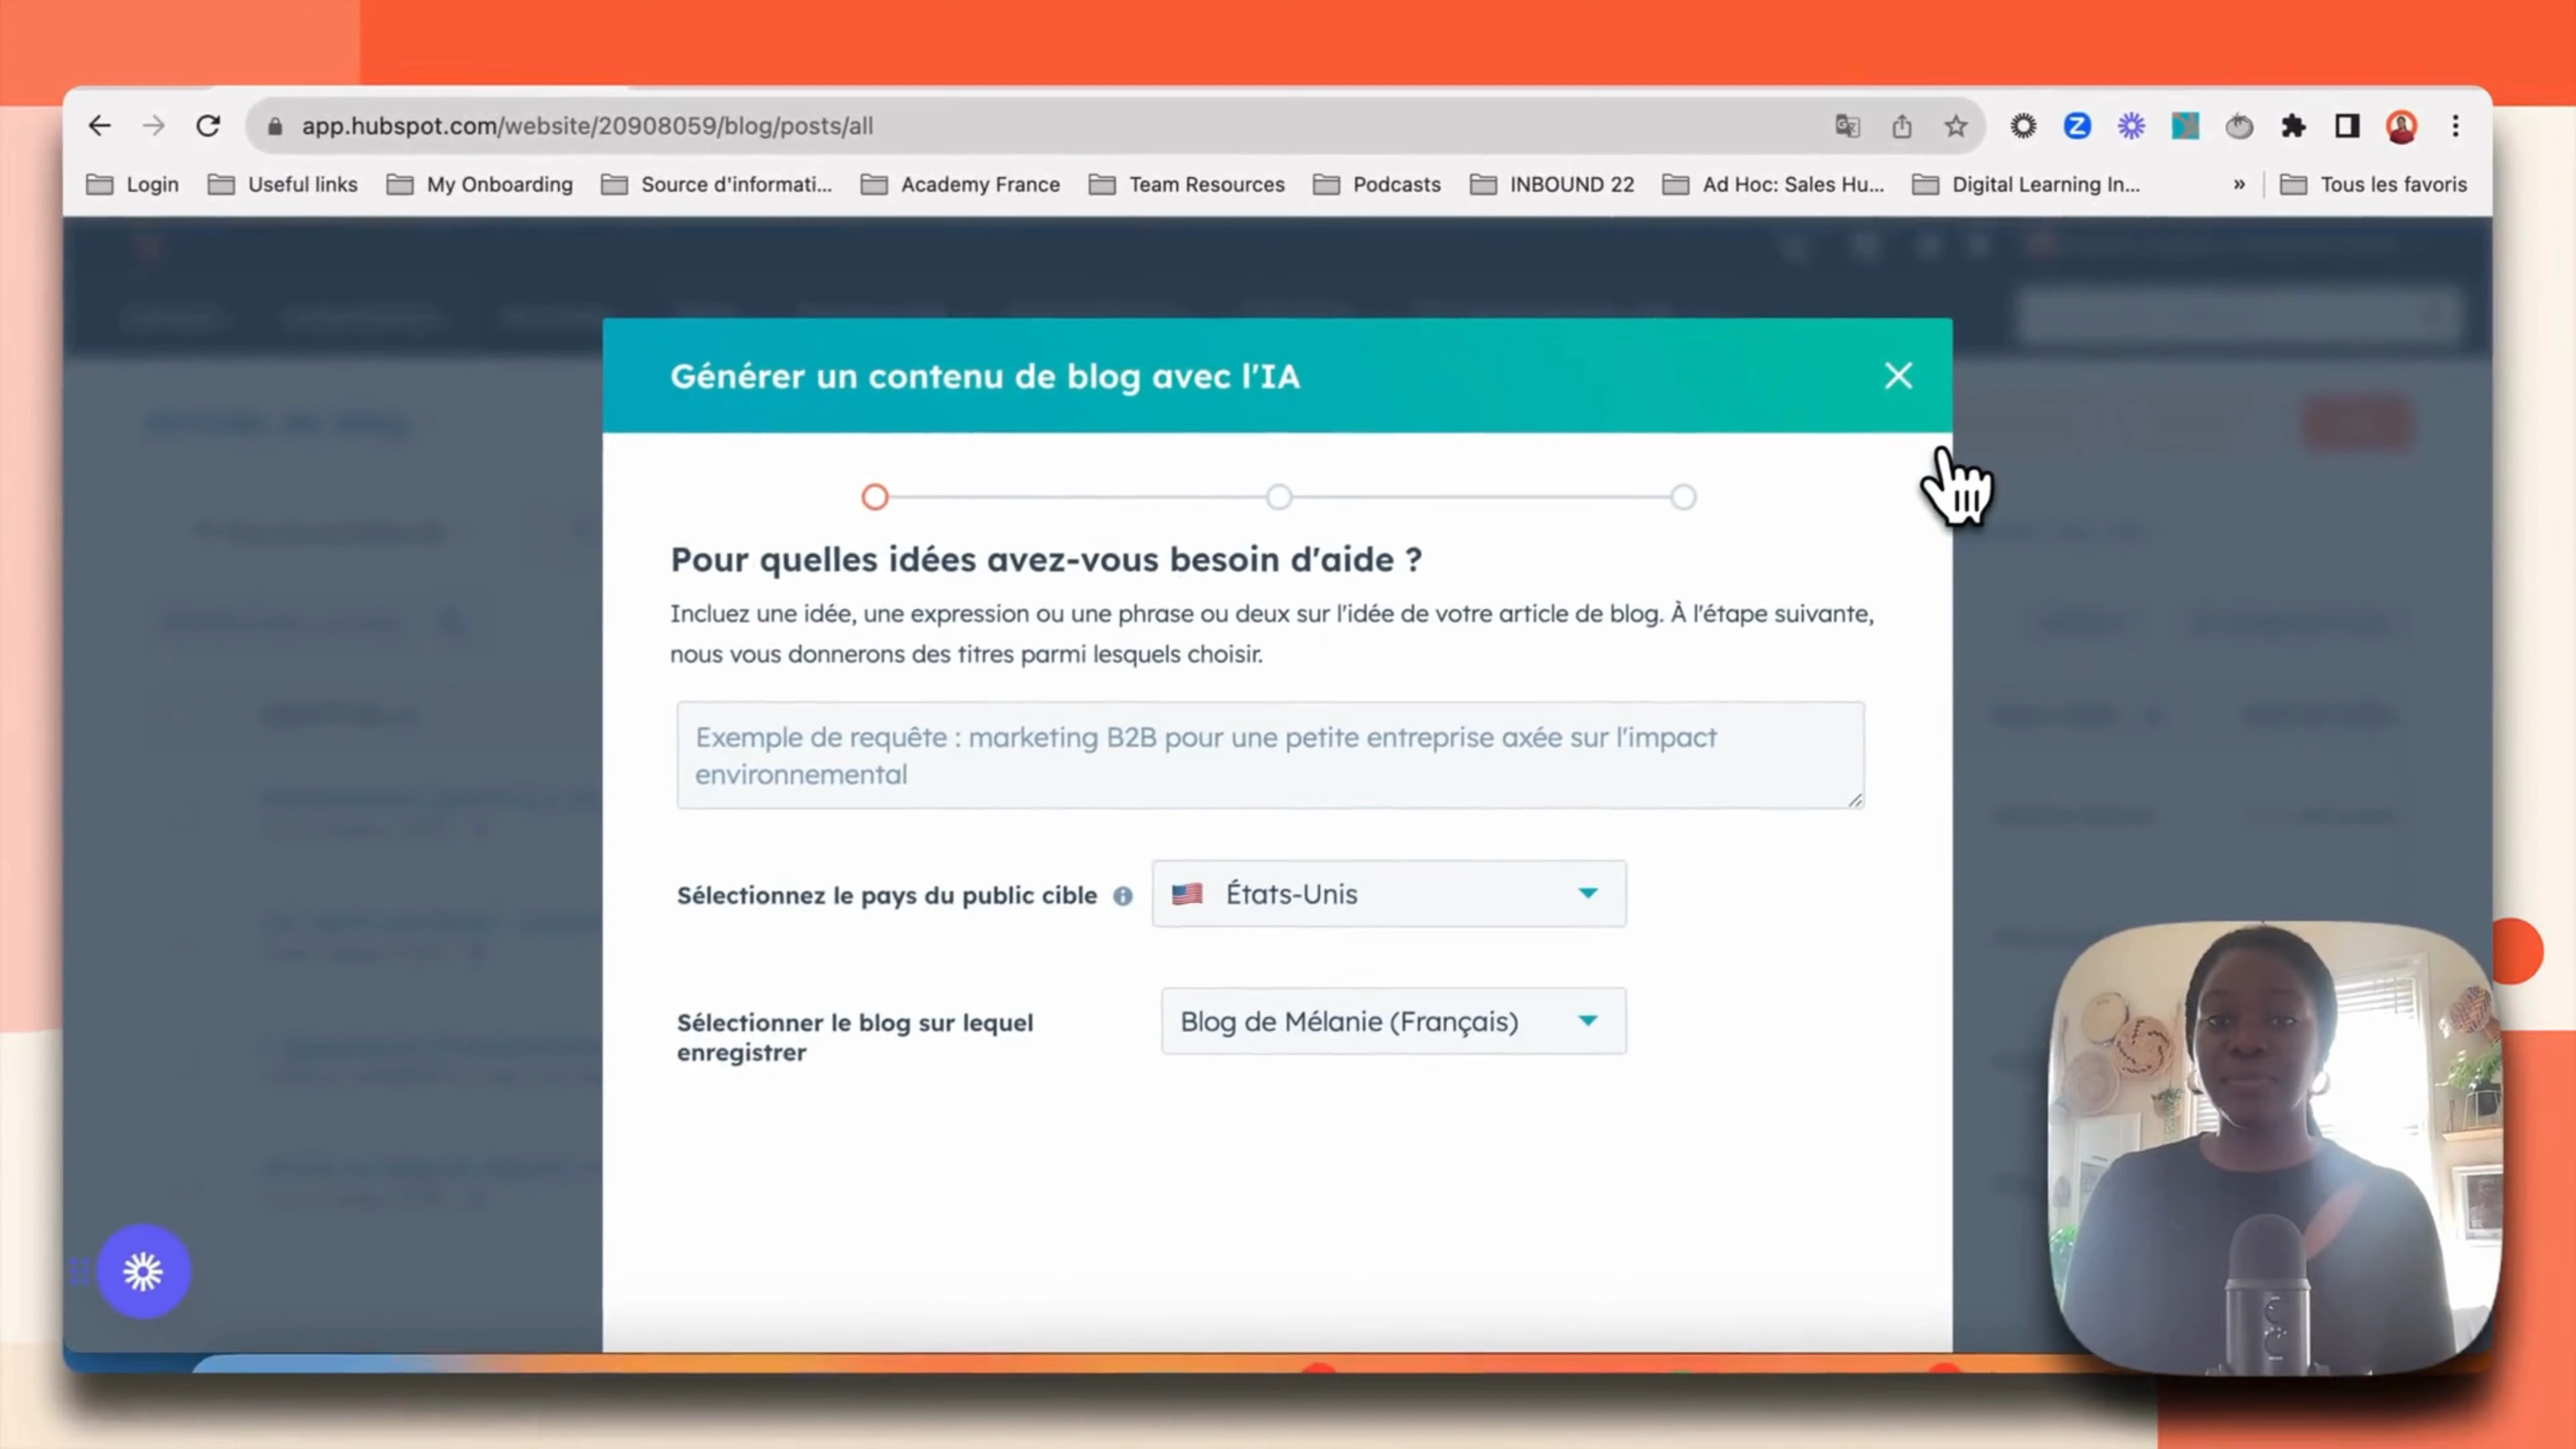 app.hubspot.com/website/20908059/blog/posts/all
Login Useful links My Onboarding Source d'informati... Academy France Team Resources Podcasts INBOUND 22 Ad Hoc: Sales Hu... Digital Learning In... » Tous les favoris
Générer un contenu de blog avec l'IA
Pour quelles idées avez-vous besoin d'aide ?
Incluez une idée, une expression ou une phrase ou deux sur l'idée de votre article de blog. À l'étape suivante,
nous vous donnerons des titres parmi lesquels choisir.
Exemple de requête : marketing B2B pour une petite entreprise axée sur l'impact
environnemental
Sélectionnez le pays du public cible États-Unis
Sélectionner le blog sur lequel
enregistrer
Blog de Mélanie (Français)